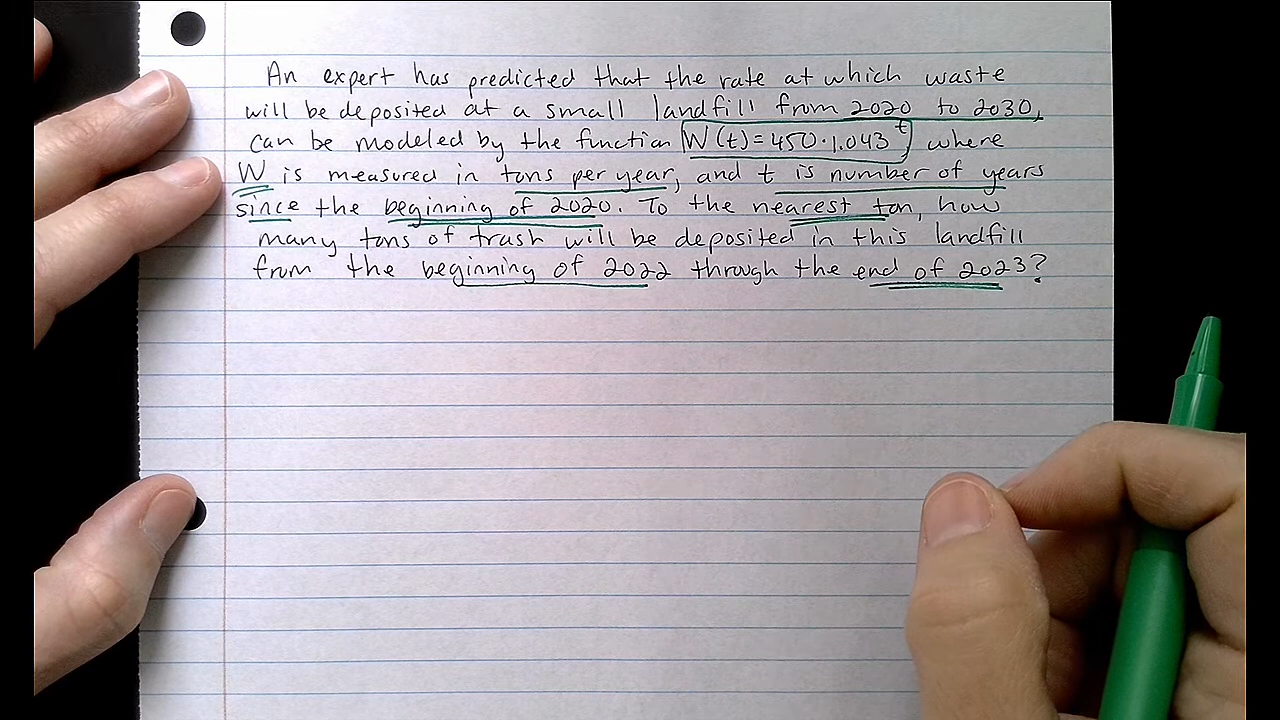 An expert has predicted that the rate at which waste
will be deposited at a small landfill from 2020 to 2030,
can be modeled by the function W(t)=450·1.043^t where
W is measured in tons per year, and t is number of years
since the beginning of 2020. To the nearest ton, how
many tons of trash will be deposited in this landfill
from the beginning of 2022 through the end of 2023?